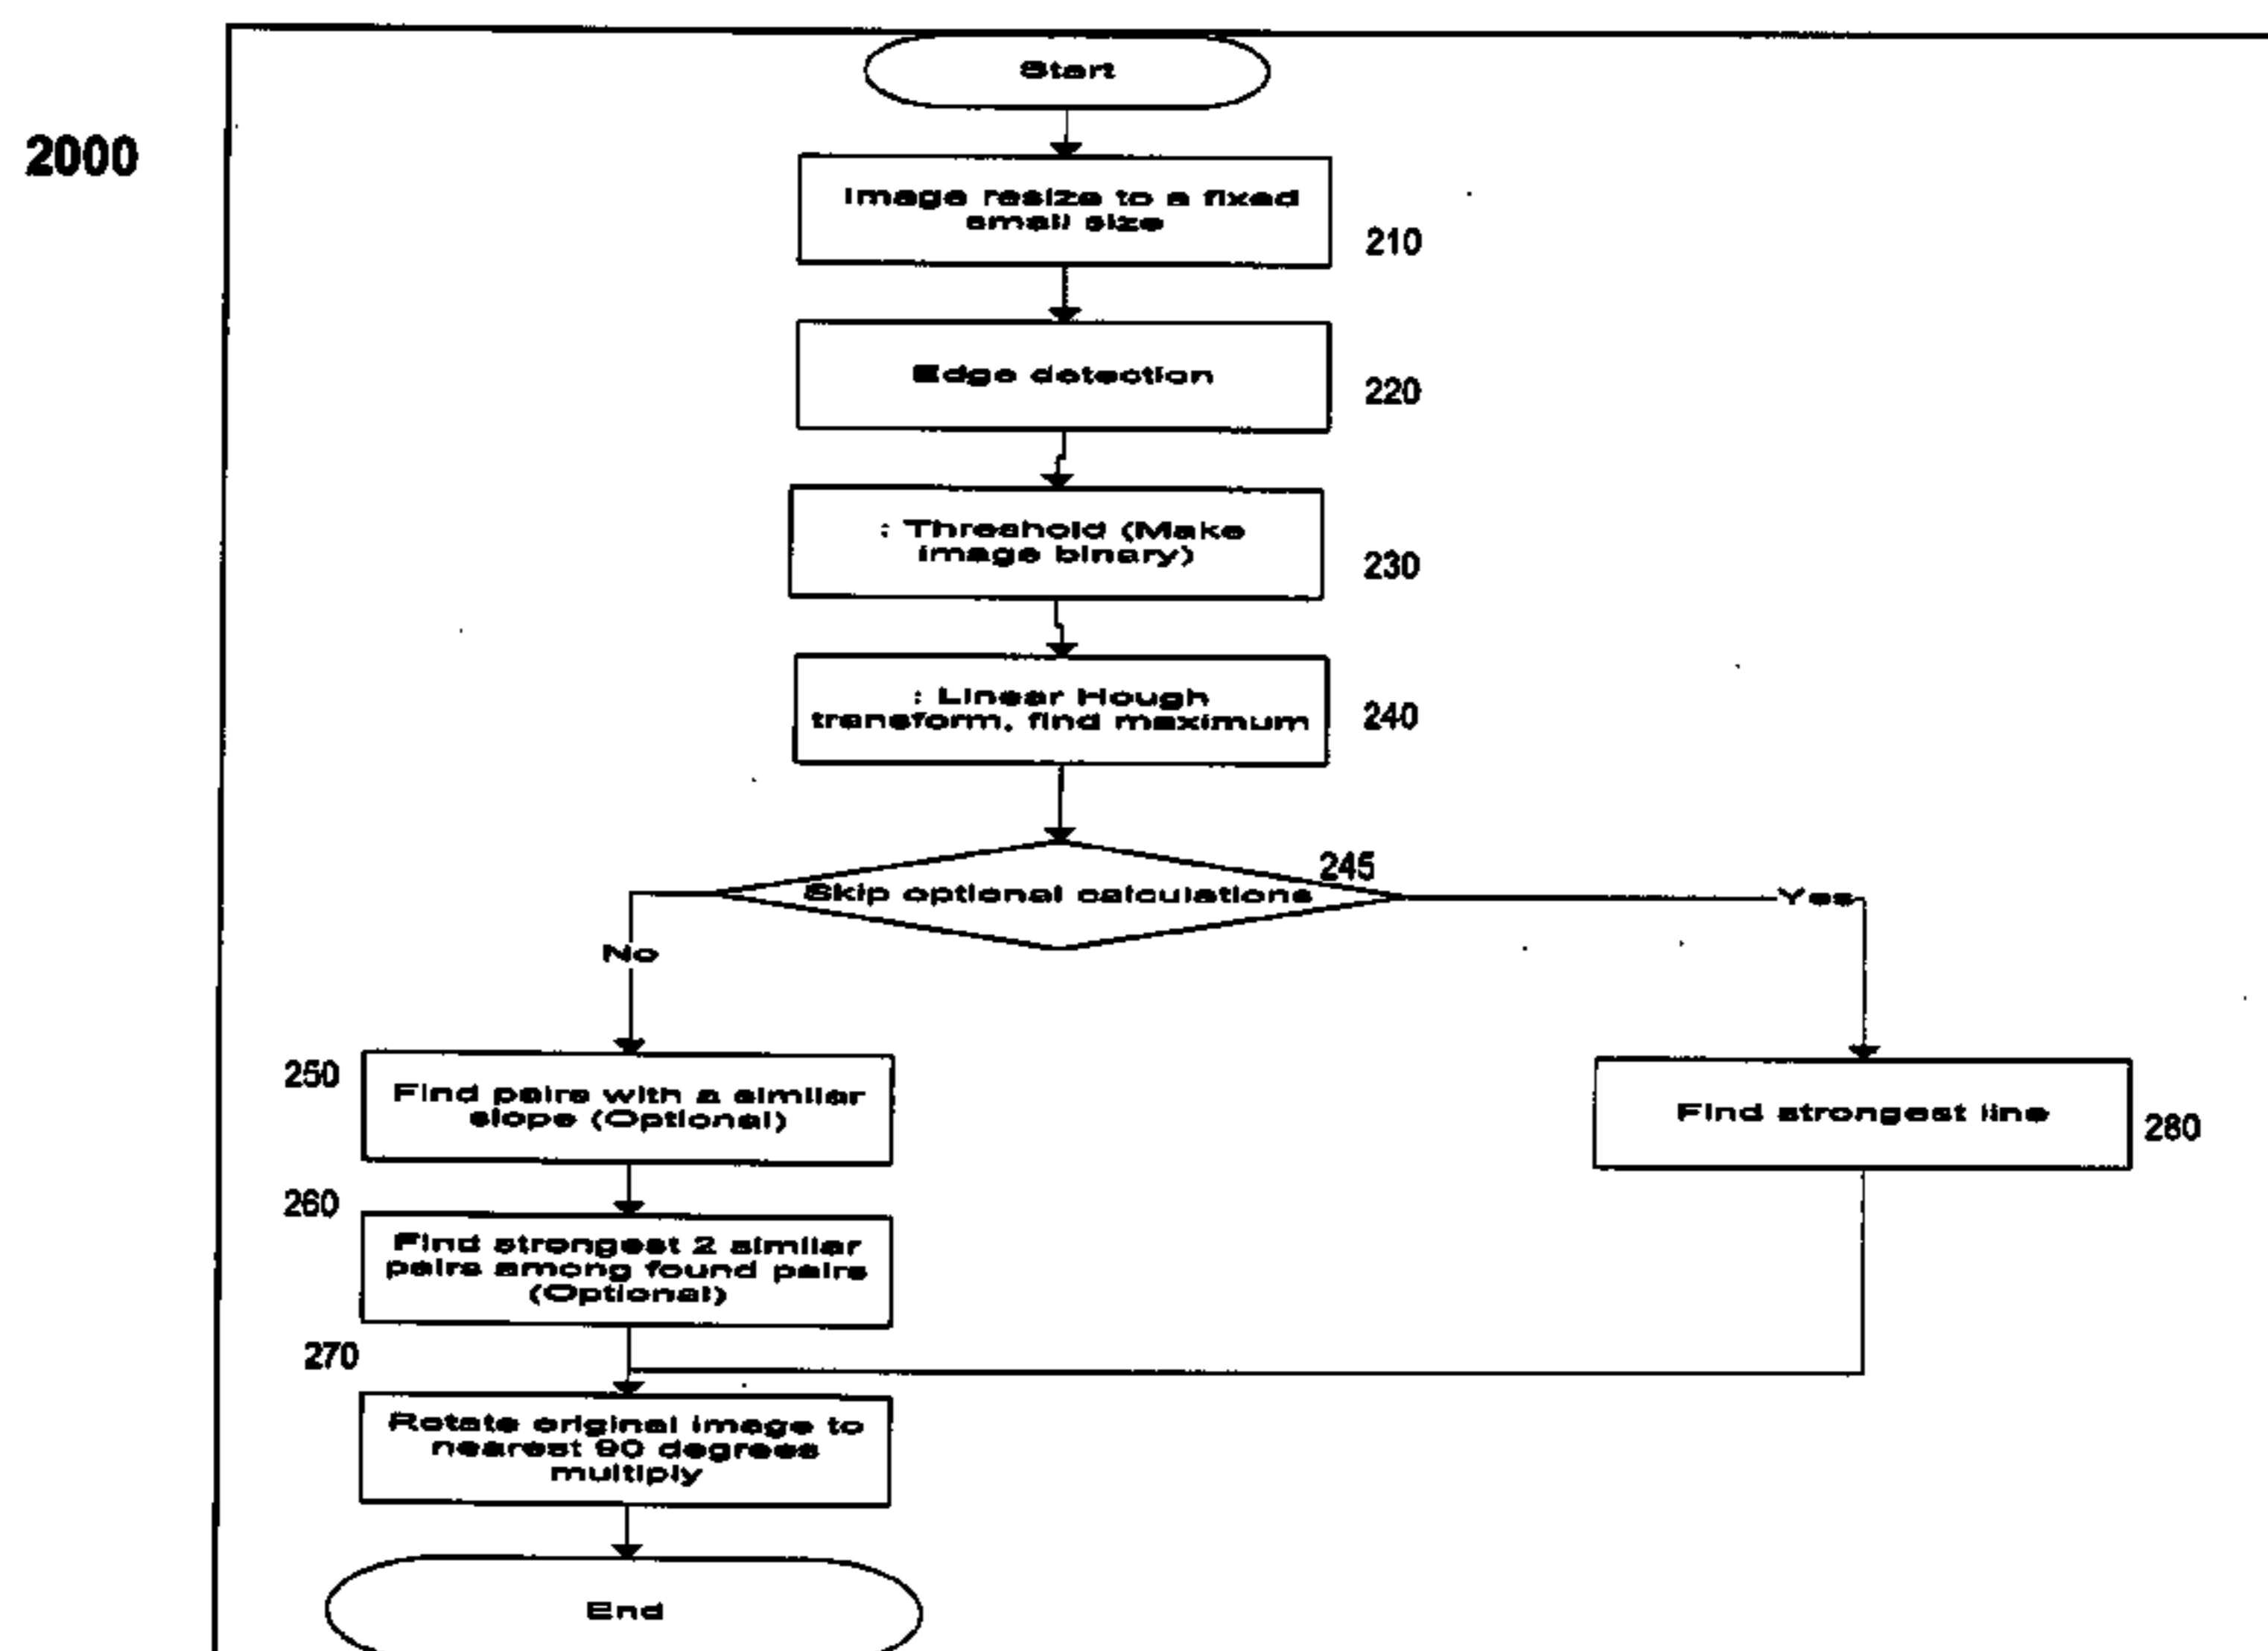 Start
2000
Image resize to a fixed
small size
210
Edge detection
220
: Threshold (Make
image binary)
230
: Linear Hough
transform, find maximum
240
245
Skip optional calculations
Yes
No
250
Find pairs with a similar
slope (Optional)
Find strongest line
280
260
Find strongest 2 similar
pairs among found pairs
(Optional)
270
Rotate original image to
nearest 90 degrees
multiply
End